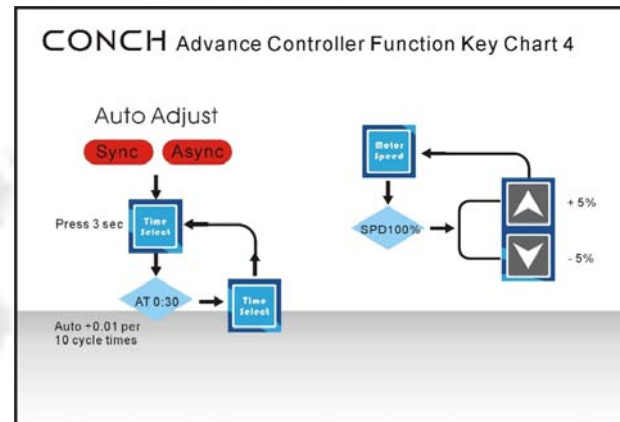 CONCH Advance Controller Function Key Chart 4
Auto Adjust
Sync Async
Press 3 sec
Time
Select
AT 0:30
Time
Select
Auto +0.01 per
10 cycle times
Motor
Speed
SPD100%
+ 5%
- 5%